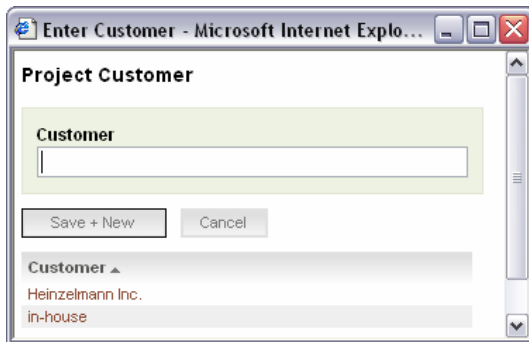 Enter Customer - Microsoft Internet Explo...
Project Customer
Customer
Save + New Cancel
Customer
Heinzelmann Inc.
in-house